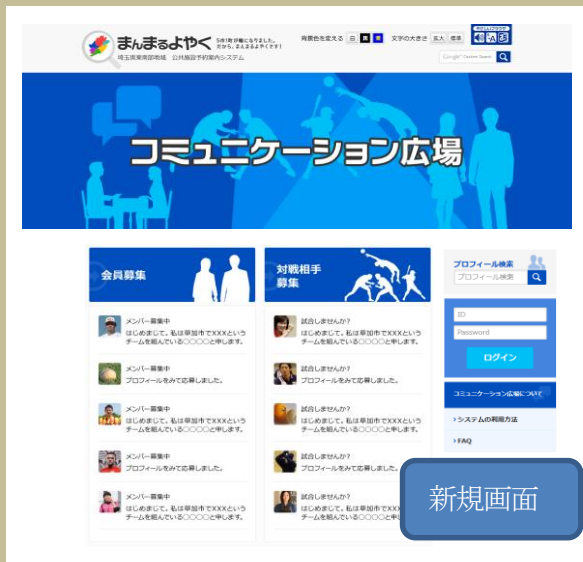 まんまるよやく
5市1町が輪になりました。
だから、まんまるよやくです!
埼玉県東南部地域 公共施設予約案内システム
背景色を変える 白 黒 青 文字の大きさ 拡大 標準
コミュニケーション広場
会員募集
メンバー募集中
はじめまして。私は草加市でXXXという
チームを組んでいる〇〇〇〇と申します。
メンバー募集中
プロフィールをみて応募しました。
メンバー募集中
はじめまして。私は草加市でXXXという
チームを組んでいる〇〇〇〇と申します。
メンバー募集中
プロフィールをみて応募しました。
メンバー募集中
はじめまして。私は草加市でXXXという
チームを組んでいる〇〇〇〇と申します。
対戦相手
募集
試合しませんか?
はじめまして。私は草加市でXXXという
チームを組んでいる〇〇〇〇と申します。
試合しませんか?
プロフィールをみて応募しました。
試合しませんか?
はじめまして。私は草加市でXXXという
チームを組んでいる〇〇〇〇と申します。
試合しませんか?
プロフィールをみて応募しました。
試合しませんか?
はじめまして。私は草加市でXXX
チームを組んでいる〇〇〇〇と
プロフィール検索
プロフィール検索
ID
Password
ログイン
コミュニケーション広場について
›システムの利用方法
›FAQ
新規画面